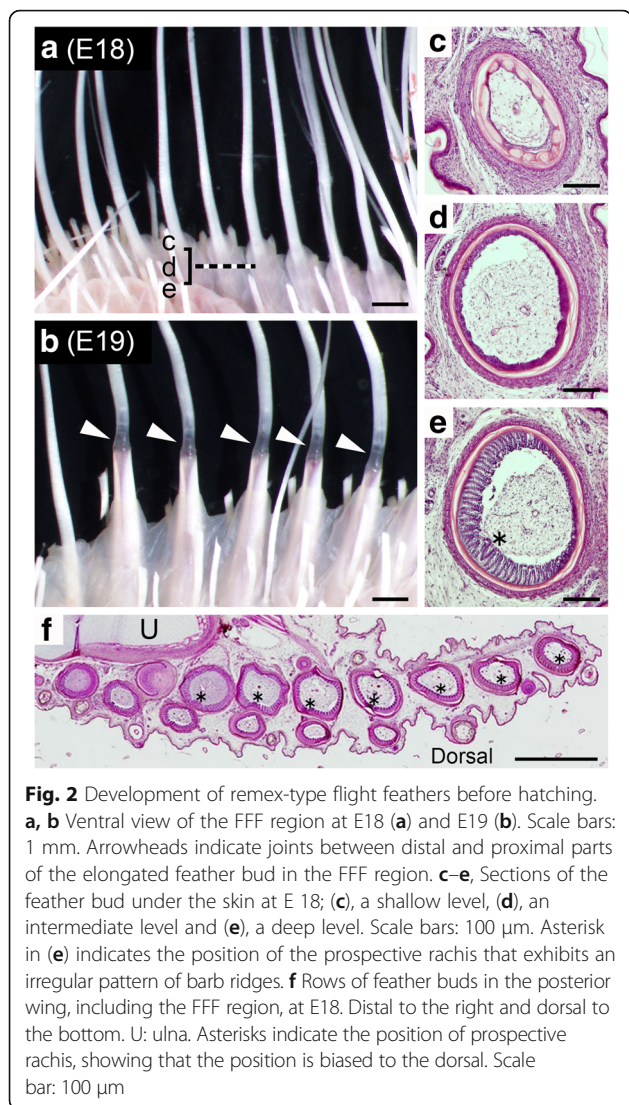 a (E18)
c
d
e
b (E19)
c
d
e
*
f
U
* * * * * * *
Dorsal
Fig. 2 Development of remex-type flight feathers before hatching.
a, b Ventral view of the FFF region at E18 (a) and E19 (b). Scale bars:
1 mm. Arrowheads indicate joints between distal and proximal parts
of the elongated feather bud in the FFF region. c–e, Sections of the
feather bud under the skin at E 18; (c), a shallow level, (d), an
intermediate level and (e), a deep level. Scale bars: 100 μm. Asterisk
in (e) indicates the position of the prospective rachis that exhibits an
irregular pattern of barb ridges. f Rows of feather buds in the posterior
wing, including the FFF region, at E18. Distal to the right and dorsal to
the bottom. U: ulna. Asterisks indicate the position of prospective
rachis, showing that the position is biased to the dorsal. Scale
bar: 100 μm